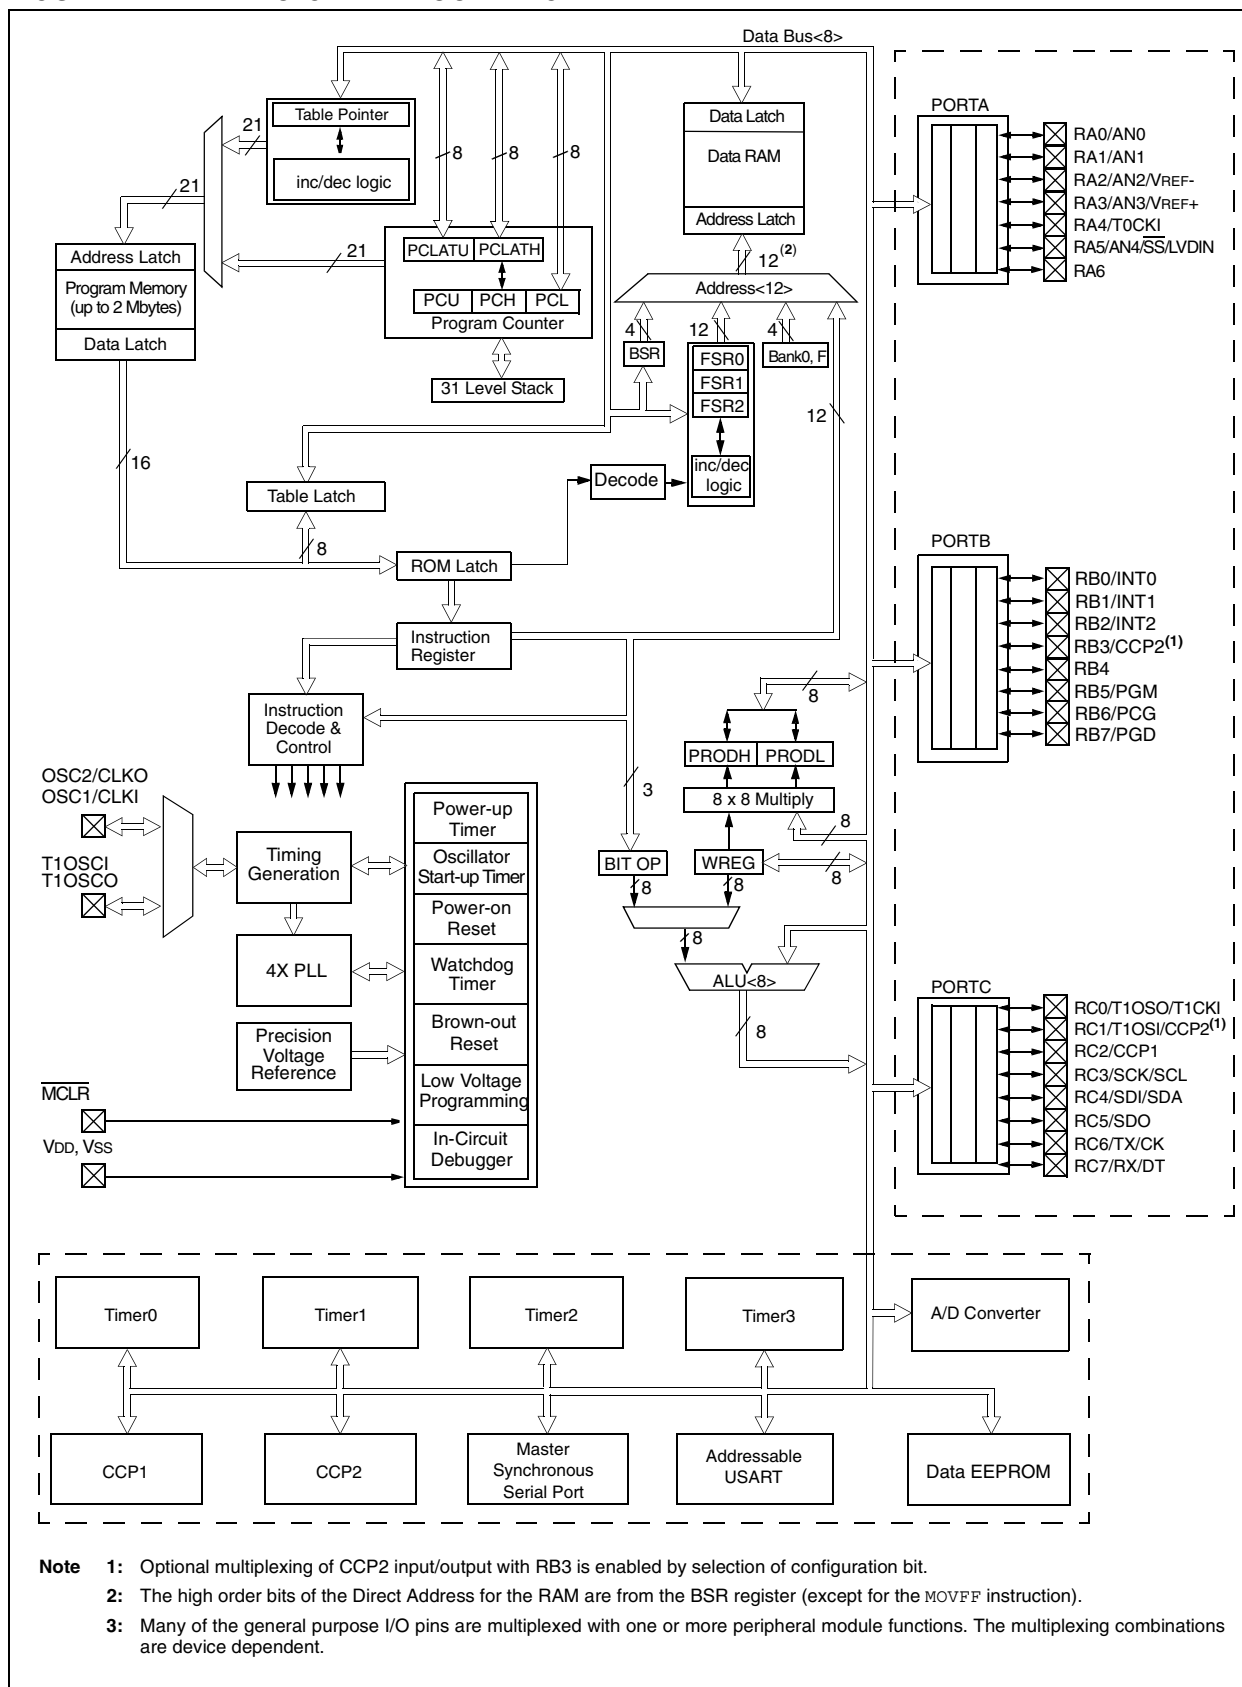 Data Bus<8>
PORTA
Table Pointer
21
inc/dec logic
21
8
8
8
Data Latch
Data RAM
Address Latch
RA0/AN0
RA1/AN1
RA2/AN2/VREF-
RA3/AN3/VREF+
RA4/T0CKI
RA5/AN4/SS/LVDIN
RA6
Address Latch
Program Memory
(up to 2 Mbytes)
Data Latch
21
PCLATU PCLATH
PCU PCH PCL
Program Counter
31 Level Stack
12(2)
Address<12>
4
12
4
BSR
FSR0
FSR1
FSR2
inc/dec
logic
Bank0, F
12
16
Table Latch
8
Decode
ROM Latch
Instruction
Register
PORTB
RB0/INT0
RB1/INT1
RB2/INT2
RB3/CCP2(1)
RB4
RB5/PGM
RB6/PCG
RB7/PGD
Instruction
Decode &
Control
8
PRODH PRODL
8 x 8 Multiply
3
8
BIT OP
WREG
8
8
8
8
ALU<8>
8
OSC2/CLKO
OSC1/CLKI
T1OSCI
T1OSCO
Timing
Generation
4X PLL
Precision
Voltage
Reference
MCLR
VDD, VSS
Power-up
Timer
Oscillator
Start-up Timer
Power-on
Reset
Watchdog
Timer
Brown-out
Reset
Low Voltage
Programming
In-Circuit
Debugger
PORTC
RC0/T1OSO/T1CKI
RC1/T1OSI/CCP2(1)
RC2/CCP1
RC3/SCK/SCL
RC4/SDI/SDA
RC5/SDO
RC6/TX/CK
RC7/RX/DT
Timer0
Timer1
Timer2
Timer3
A/D Converter
CCP1
CCP2
Master
Synchronous
Serial Port
Addressable
USART
Data EEPROM
Note 1: Optional multiplexing of CCP2 input/output with RB3 is enabled by selection of configuration bit.
2: The high order bits of the Direct Address for the RAM are from the BSR register (except for the MOVFF instruction).
3: Many of the general purpose I/O pins are multiplexed with one or more peripheral module functions. The multiplexing combinations
are device dependent.